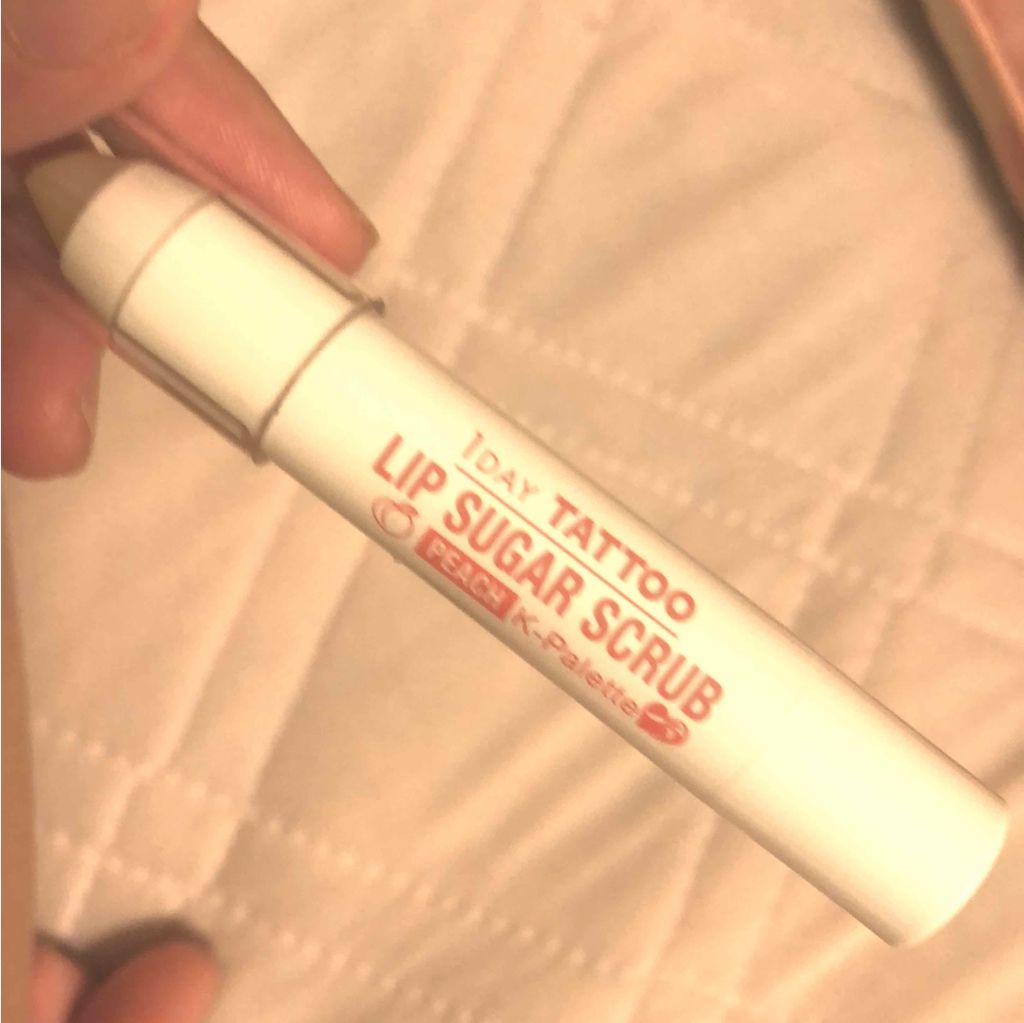 1DAY TATTOO
LIP SUGAR SCRUB
PEACH K-Palette